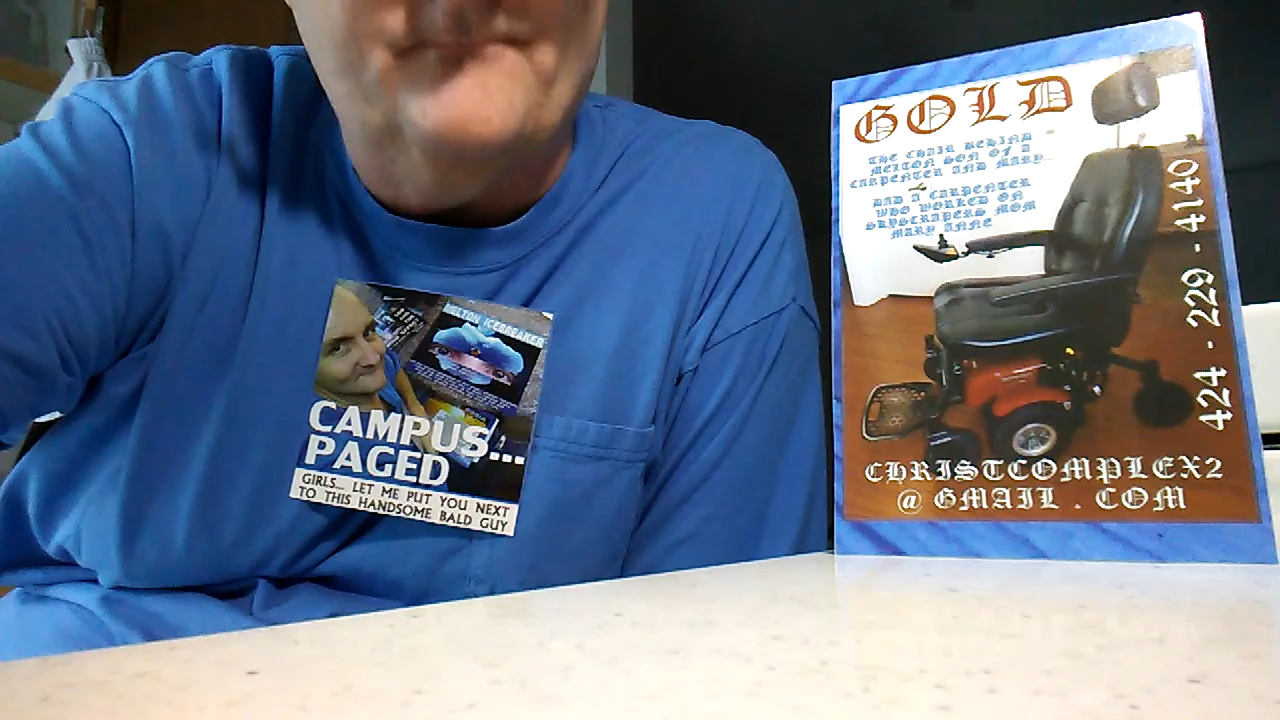 MELTON ICEBREAKER
CAMPUS...
PAGED
GIRLS... LET ME PUT YOU NEXT
TO THIS HANDSOME BALD GUY
GOLD
THE CHAIR BEHIND
MELTON SON OF A
CARPENTER AND MARY
DAD A CARPENTER
WHO WORKED ON
SKYSCRAPERS MOM
MARY ANNE
424 - 229 - 4140
CHRISTCOMPLEX2
@ GMAIL . COM